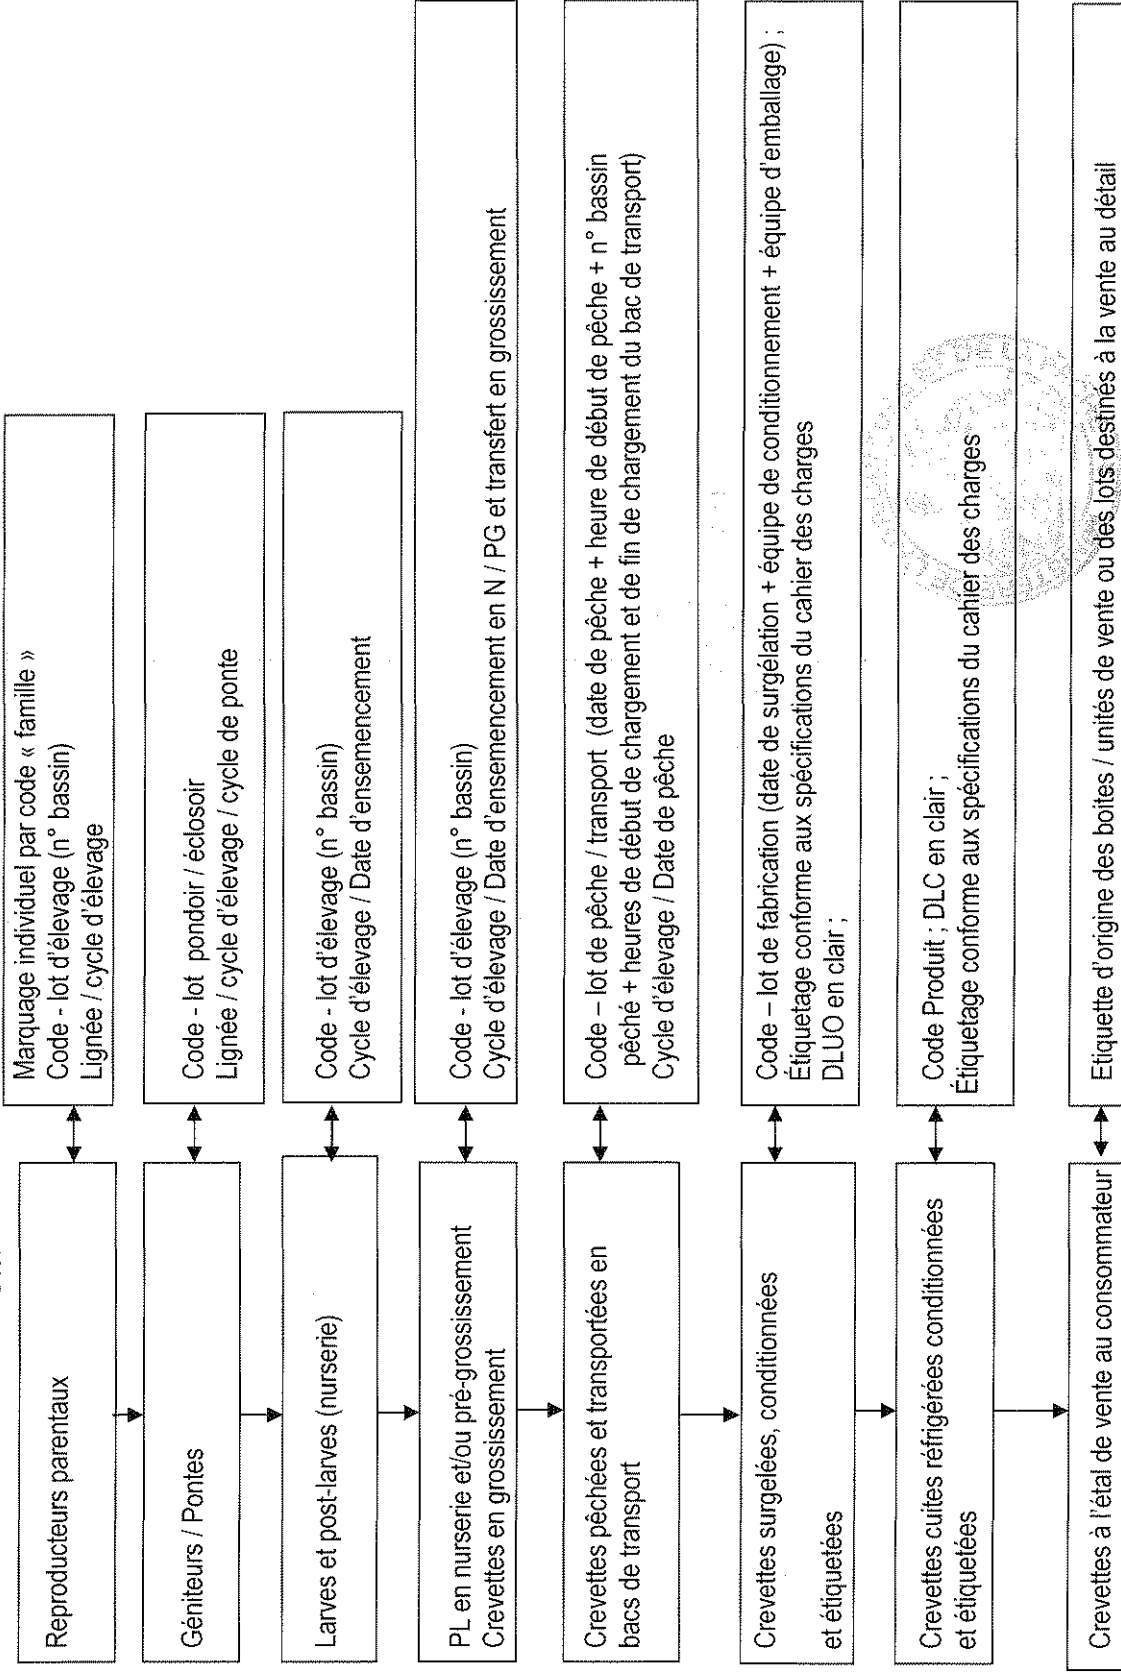 Reproducteurs parentaux
Marquage individuel par code « famille »
Code - lot d'élevage (n° bassin)
Lignée / cycle d'élevage
Géniteurs / Pontes
Code - lot pondoir / éclosoir
Lignée / cycle d'élevage / cycle de ponte
Larves et post-larves (nurserie)
Code - lot d'élevage (n° bassin)
Cycle d'élevage / Date d'ensemencement
PL en nurserie et/ou pré-grossissement
Crevettes en grossissement
Code - lot d'élevage (n° bassin)
Cycle d'élevage / Date d'ensemencement en N / PG et transfert en grossissement
Crevettes pêchées et transportées en
bacs de transport
Code – lot de pêche / transport (date de pêche + heure de début de pêche + n° bassin
pêché + heures de début de chargement et de fin de chargement du bac de transport)
Cycle d'élevage / Date de pêche
Crevettes surgelées, conditionnées
et étiquetées
Code – lot de fabrication (date de surgélation + équipe de conditionnement + équipe d'emballage) ;
Étiquetage conforme aux spécifications du cahier des charges
DLUO en clair ;
Crevettes cuites réfrigérées conditionnées
et étiquetées
Code Produit ; DLC en clair ;
Étiquetage conforme aux spécifications du cahier des charges
Crevettes à l'étal de vente au consommateur
Etiquette d'origine des boites / unités de vente ou des lots destinés à la vente au détail